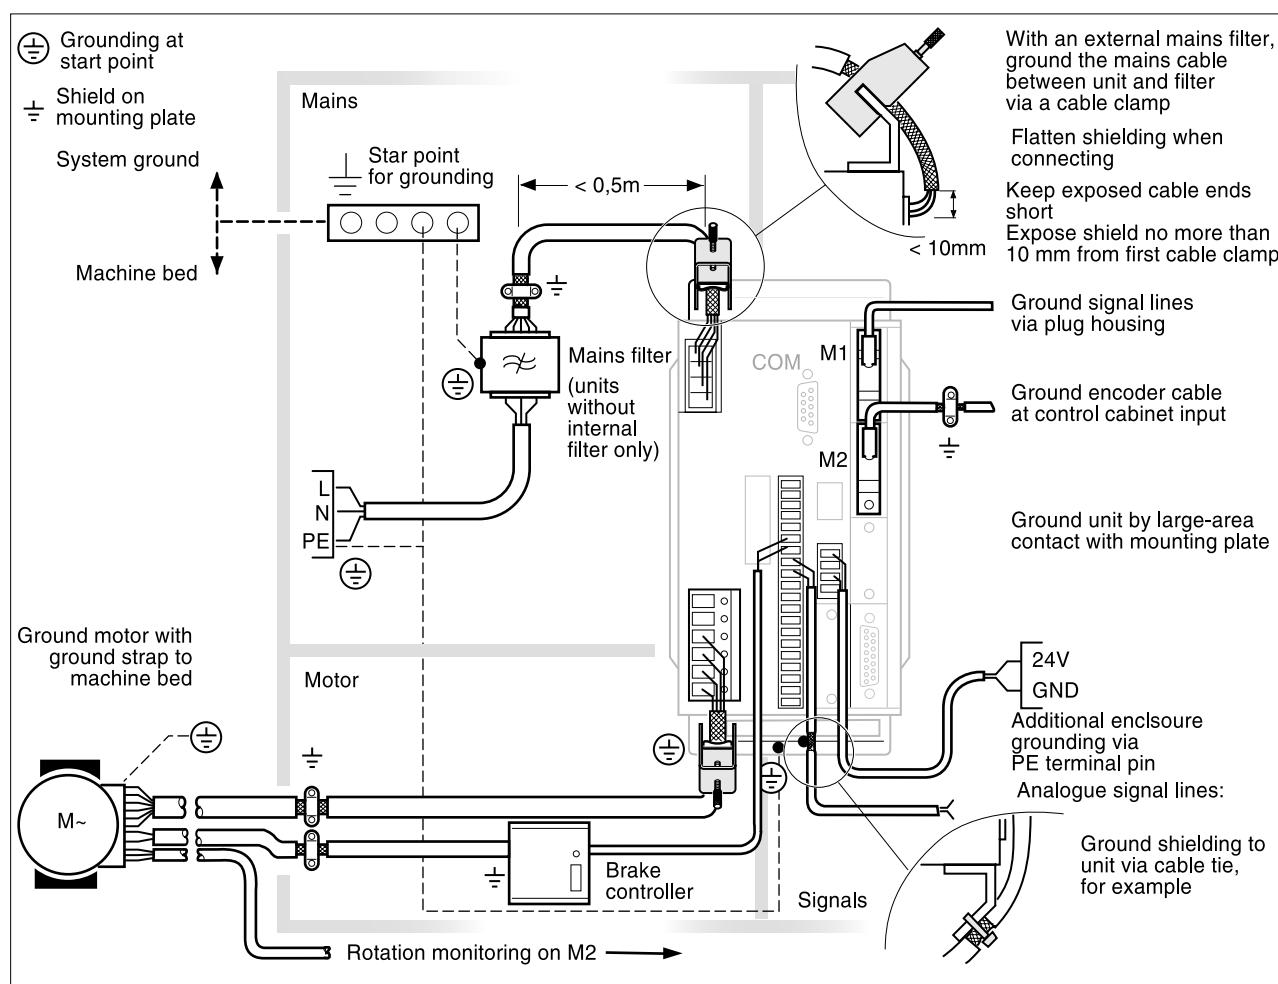 Grounding at
start point
Shield on
mounting plate
System ground
Machine bed
Mains
Star point
for grounding
< 0,5m
With an external mains filter,
ground the mains cable
between unit and filter
via a cable clamp
Flatten shielding when
connecting
Keep exposed cable ends
short
Expose shield no more than
10 mm from first cable clamp
< 10mm
Ground signal lines
via plug housing
M1
COM
Mains filter
(units
without
internal
filter only)
Ground encoder cable
at control cabinet input
M2
L
N
PE
Ground unit by large-area
contact with mounting plate
Ground motor with
ground strap to
machine bed
Motor
24V
GND
Additional enclsoure
grounding via
PE terminal pin
Analogue signal lines:
M~
Brake
controller
Signals
Ground shielding to
unit via cable tie,
for example
Rotation monitoring on M2